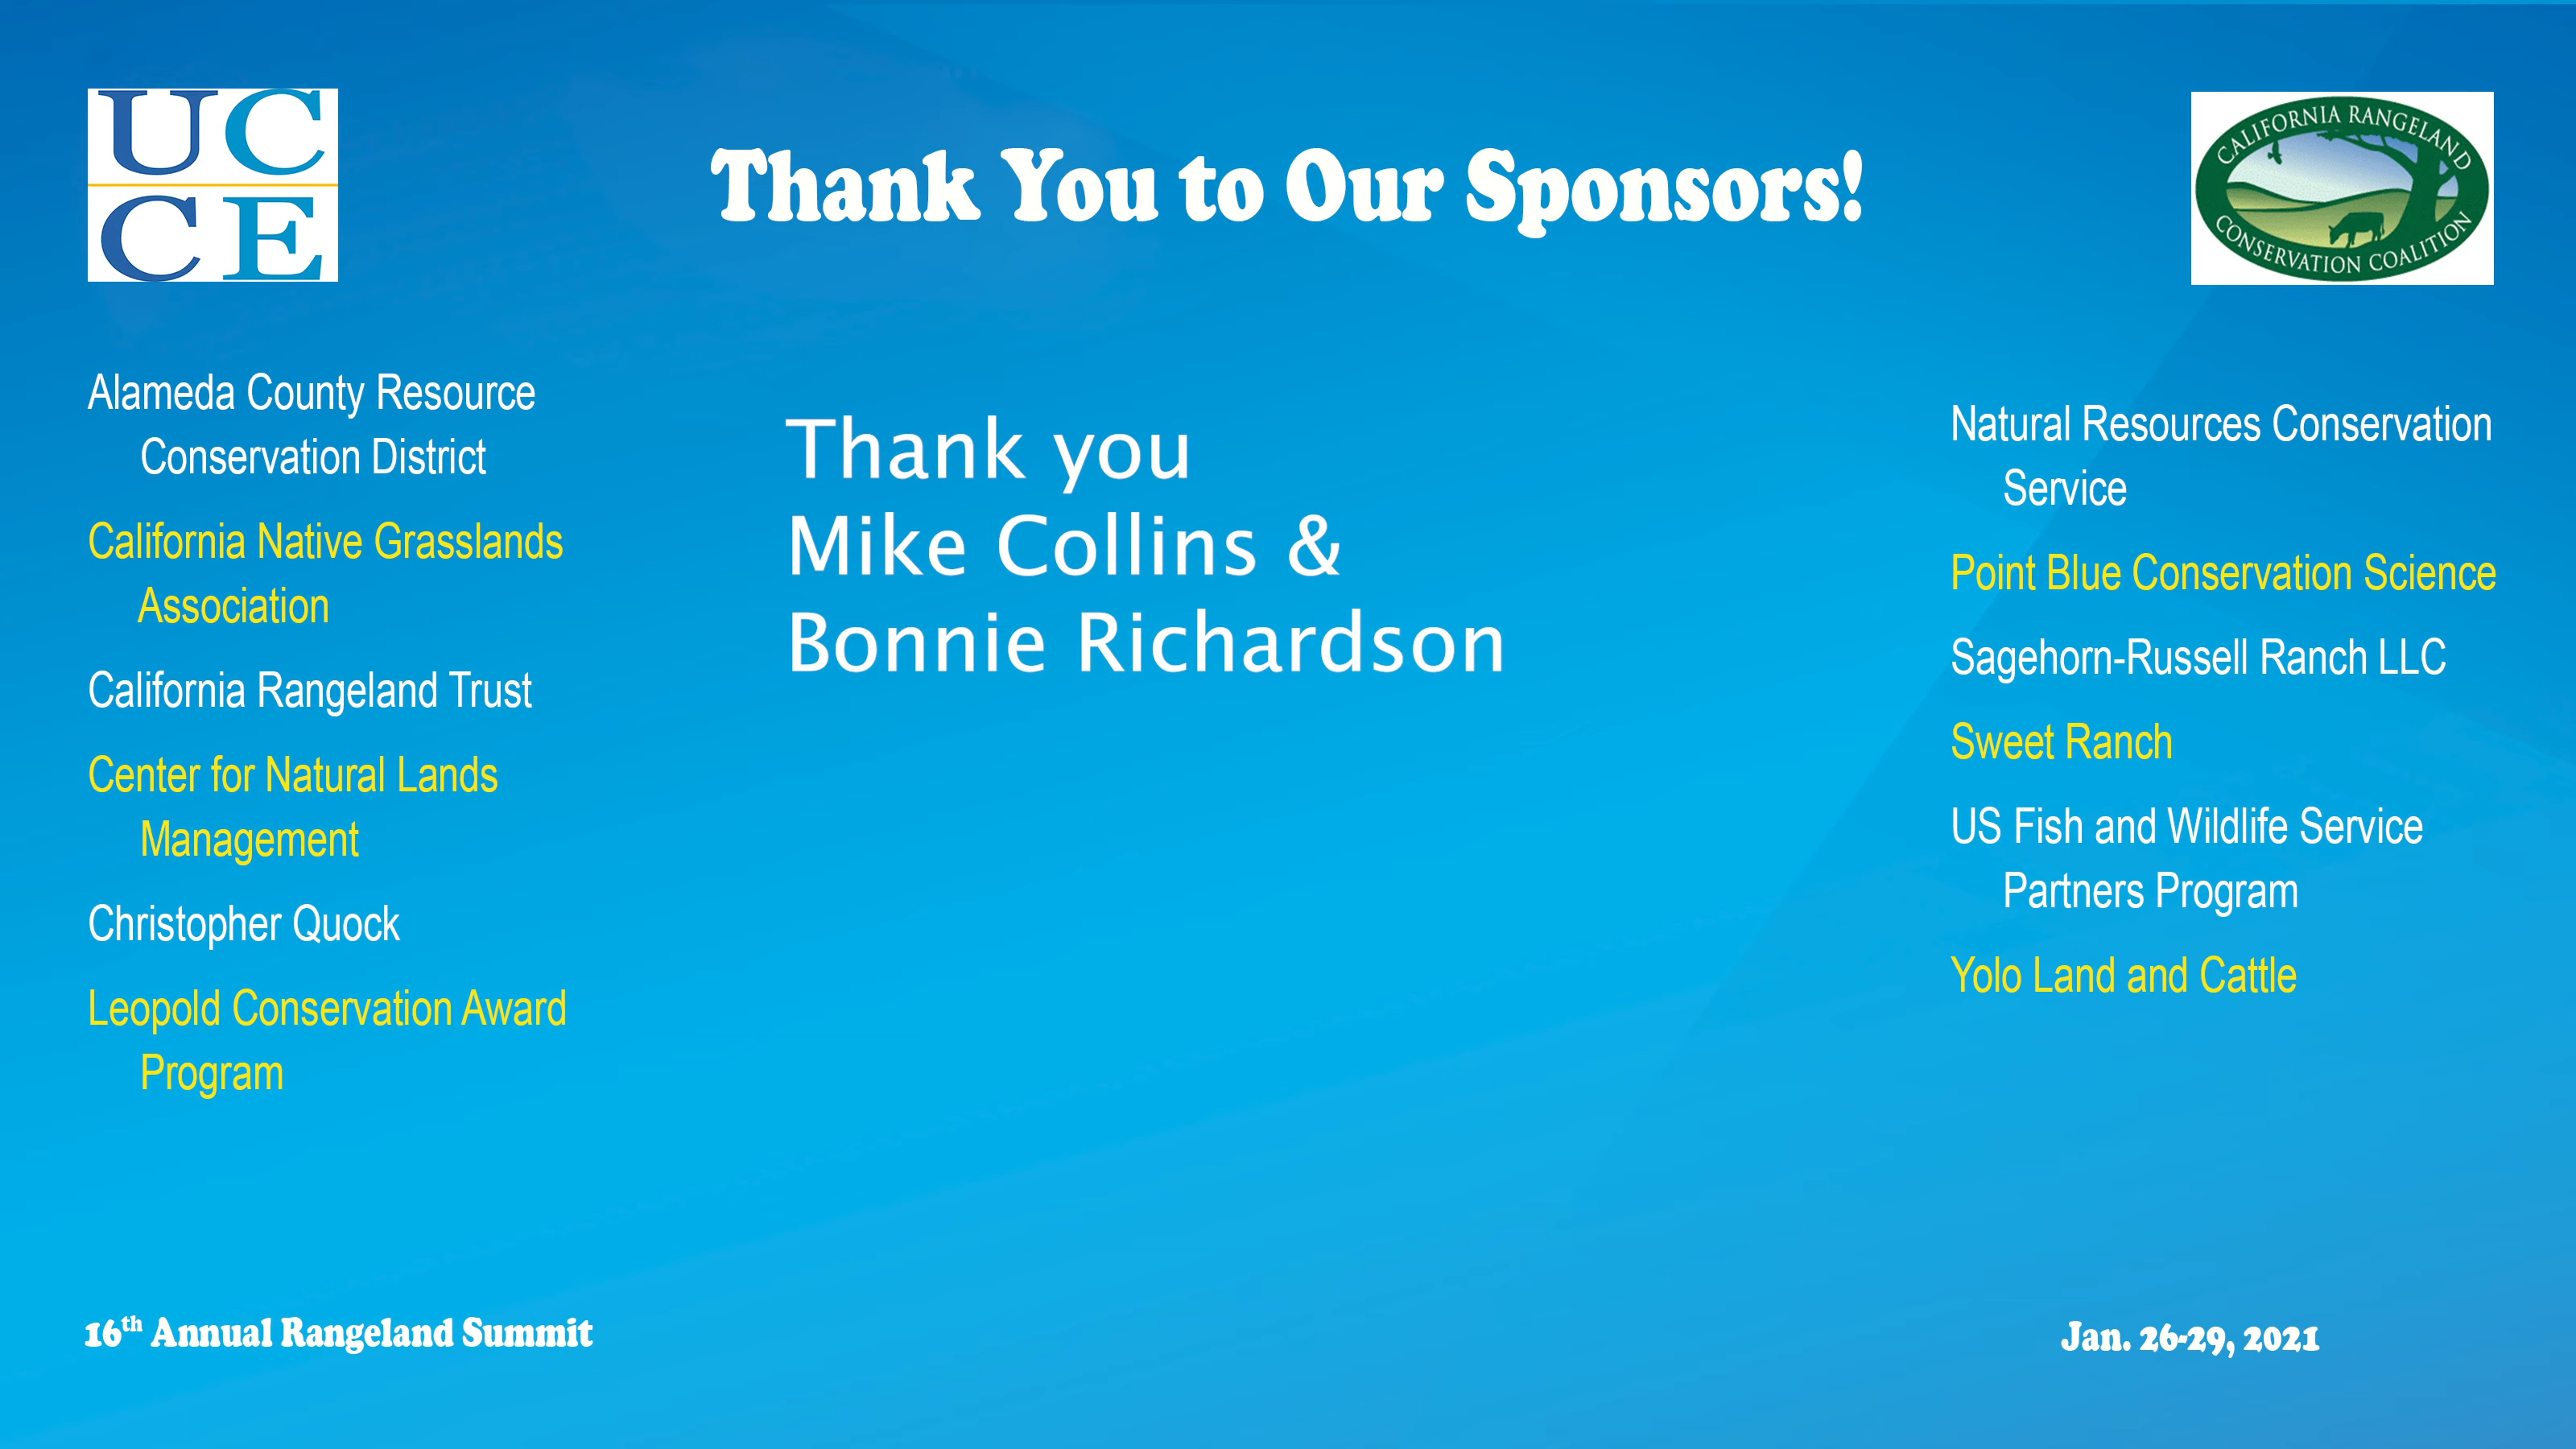 UC
CE
Thank You to Our Sponsors!
CALIFORNIA RANGELAND
CONSERVATION COALITION
Alameda County Resource
Conservation District
California Native Grasslands
Association
California Rangeland Trust
Center for Natural Lands
Management
Christopher Quock
Leopold Conservation Award
Program
Thank you
Mike Collins &
Bonnie Richardson
Natural Resources Conservation
Service
Point Blue Conservation Science
Sagehorn-Russell Ranch LLC
Sweet Ranch
US Fish and Wildlife Service
Partners Program
Yolo Land and Cattle
16th Annual Rangeland Summit
Jan. 26-29, 2021